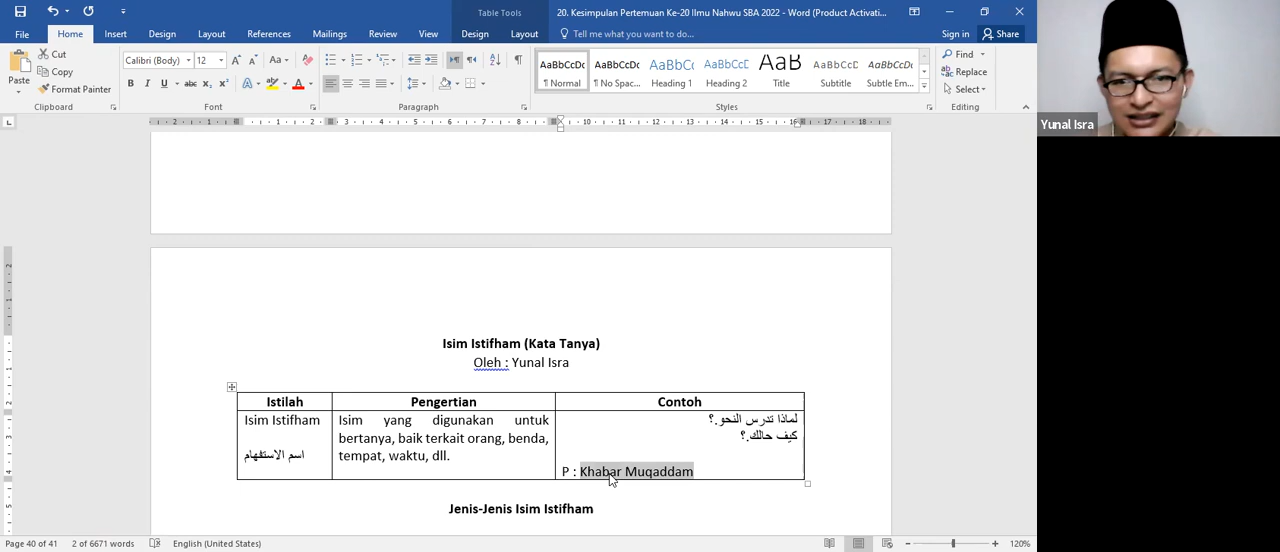 Table Tools
20. Kesimpulan Pertemuan Ke-20 Ilmu Nahwu SBA 2022 - Word (Product Activati...
File Home Insert Design Layout References Mailings Review View Design Layout Tell me what you want to do... Sign in Share
Paste
Cut
Copy
Format Painter
Calibri (Body) 12
AaBbCcDc AaBbCcDc AaBbCc AaBbCcD AaB AaBbCcD AaBbCcD
¶ Normal ¶ No Spac... Heading 1 Heading 2 Title Subtitle Subtle Em...
Find
Replace
Select
Clipboard Font Paragraph Styles Editing
Yunal Isra
Isim Istifham (Kata Tanya)
Oleh : Yunal Isra
Istilah Pengertian Contoh
Isim Istifham
اسم الاستفهام
Isim yang digunakan untuk
bertanya, baik terkait orang, benda,
tempat, waktu, dll.
لماذا تدرس النحو.؟
كيف حالك.؟
P : Khabar Muqaddam
Jenis-Jenis Isim Istifham
Page 40 of 41 2 of 6671 words English (United States) 120%